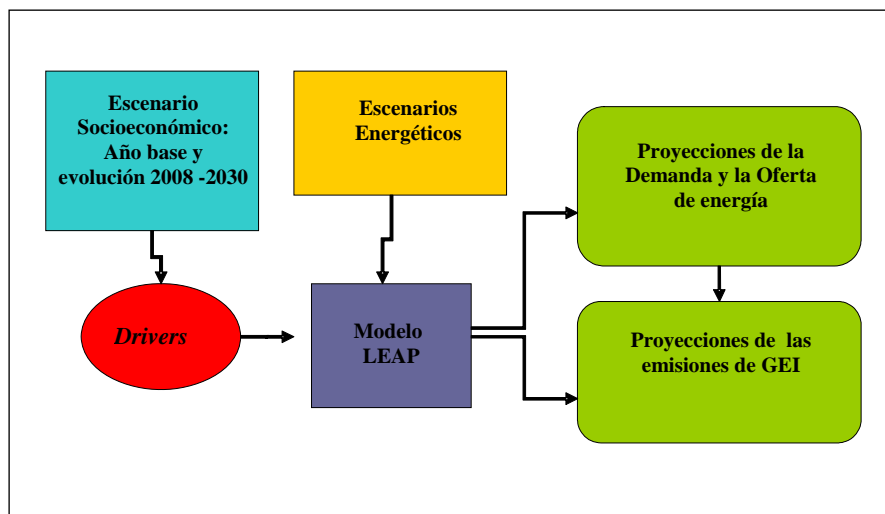 Escenario
Socioeconómico:
Año base y
evolución 2008 -2030
Escenarios
Energéticos
Proyecciones de la
Demanda y la Oferta
de energía
Drivers
Modelo
LEAP
Proyecciones de  las
emisiones de GEI